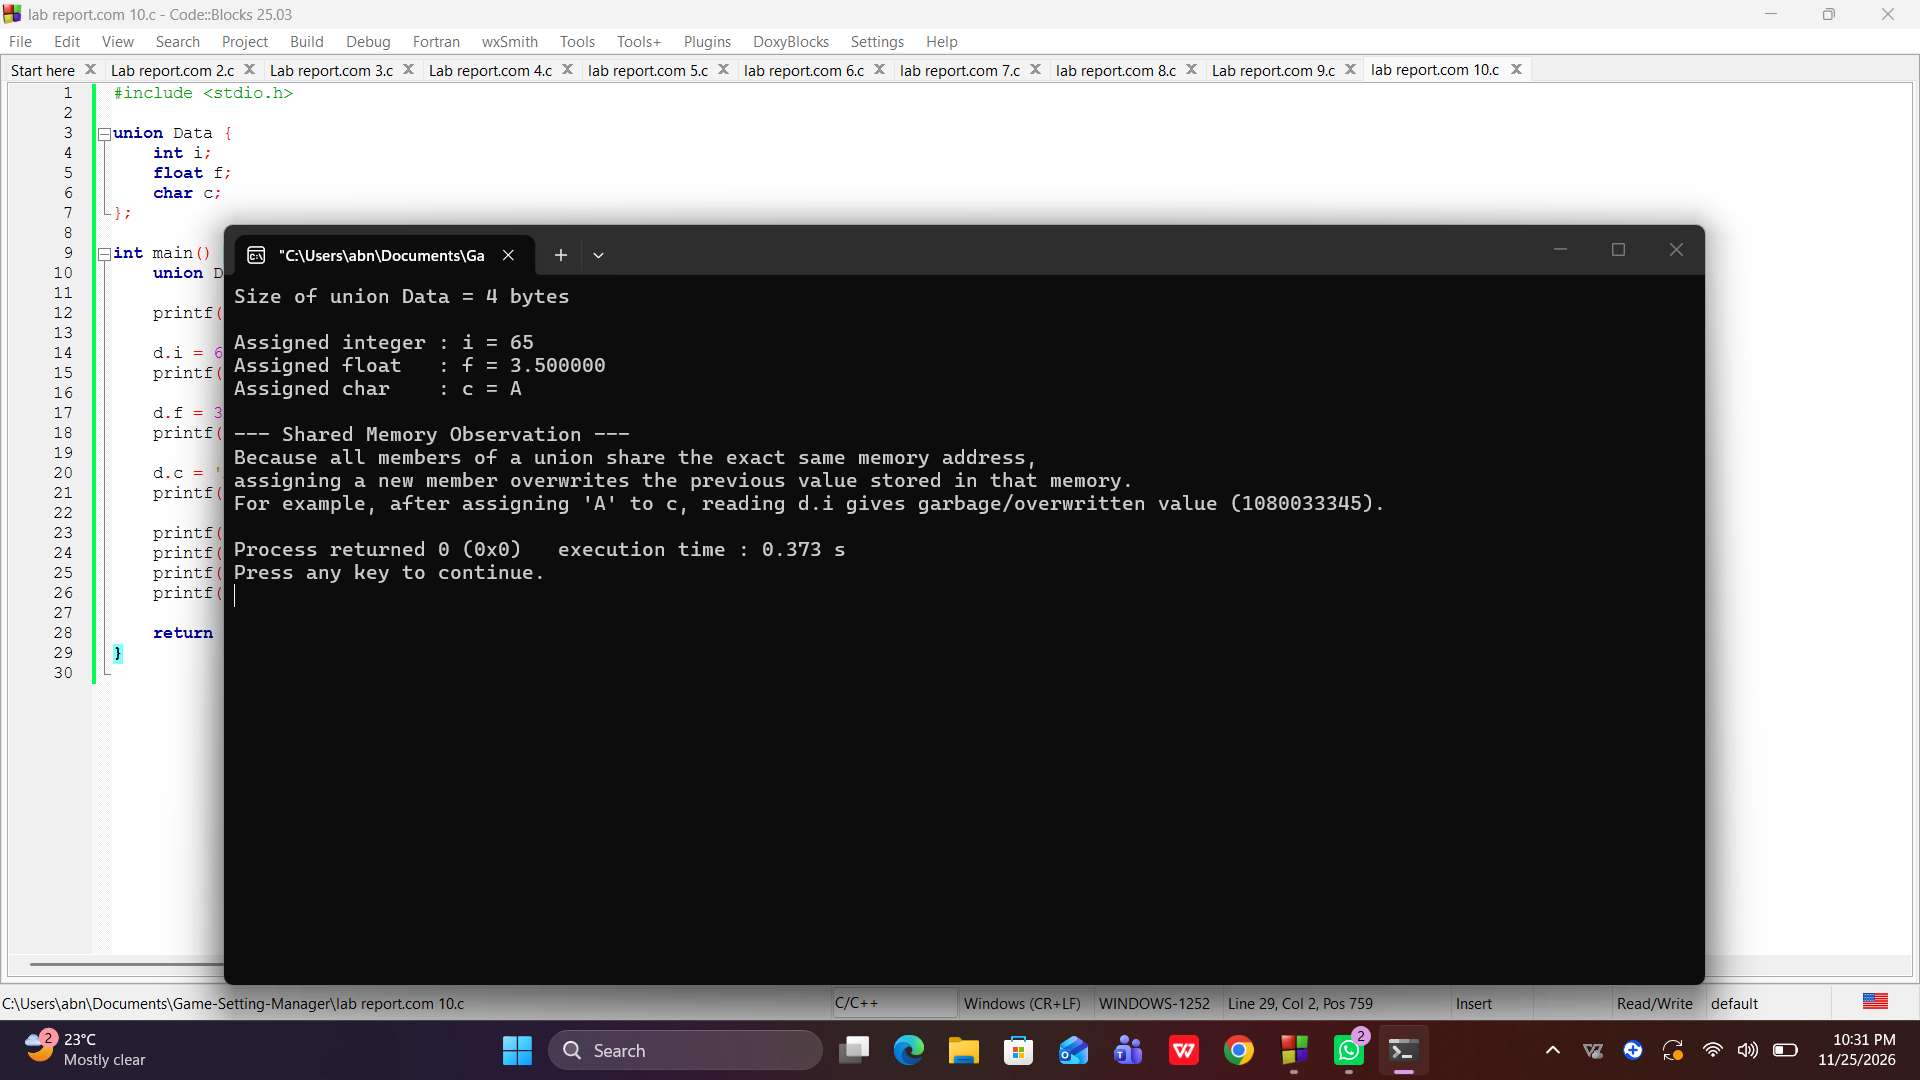 lab report.com 10.c - Code::Blocks 25.03
File Edit View Search Project Build Debug Fortran wxSmith Tools Tools+ Plugins DoxyBlocks Settings Help
Start here Lab report.com 2.c Lab report.com 3.c Lab report.com 4.c lab report.com 5.c lab report.com 6.c lab report.com 7.c lab report.com 8.c Lab report.com 9.c lab report.com 10.c
1 #include <stdio.h>
2
3 union Data {
4 int i;
5 float f;
6 char c;
7 };
8
9 int main()
10 union D
11
12 printf(
13
14 d.i = 6
15 printf(
16
17 d.f = 3
18 printf(
19
20 d.c = '
21 printf(
22
23 printf(
24 printf(
25 printf(
26 printf(
27
28 return
29 }
30
"C:\Users\abn\Documents\Ga
Size of union Data = 4 bytes
Assigned integer : i = 65
Assigned float : f = 3.500000
Assigned char : c = A
--- Shared Memory Observation ---
Because all members of a union share the exact same memory address,
assigning a new member overwrites the previous value stored in that memory.
For example, after assigning 'A' to c, reading d.i gives garbage/overwritten value (1080033345).
Process returned 0 (0x0) execution time : 0.373 s
Press any key to continue.
C:\Users\abn\Documents\Game-Setting-Manager\lab report.com 10.c C/C++ Windows (CR+LF) WINDOWS-1252 Line 29, Col 2, Pos 759 Insert Read/Write default
2
23°C
Mostly clear
Search
2
10:31 PM
11/25/2026